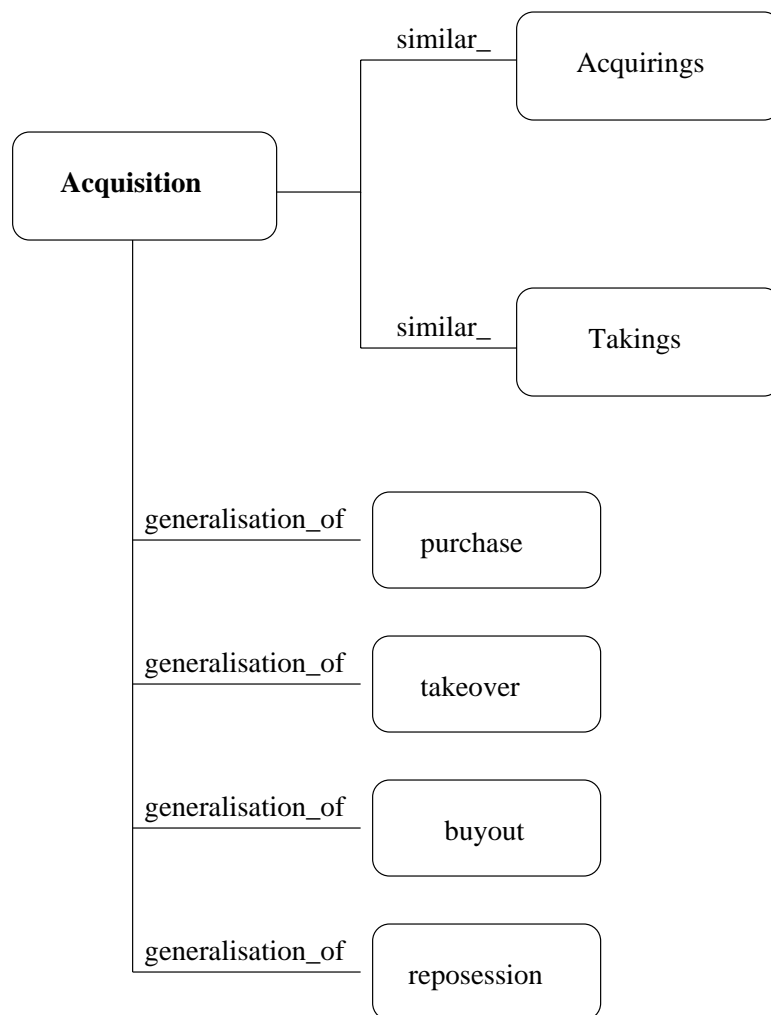 similar_
Acquirings
Acquisition
similar_
Takings
generalisation_of
purchase
generalisation_of
takeover
generalisation_of
buyout
generalisation_of
reposession